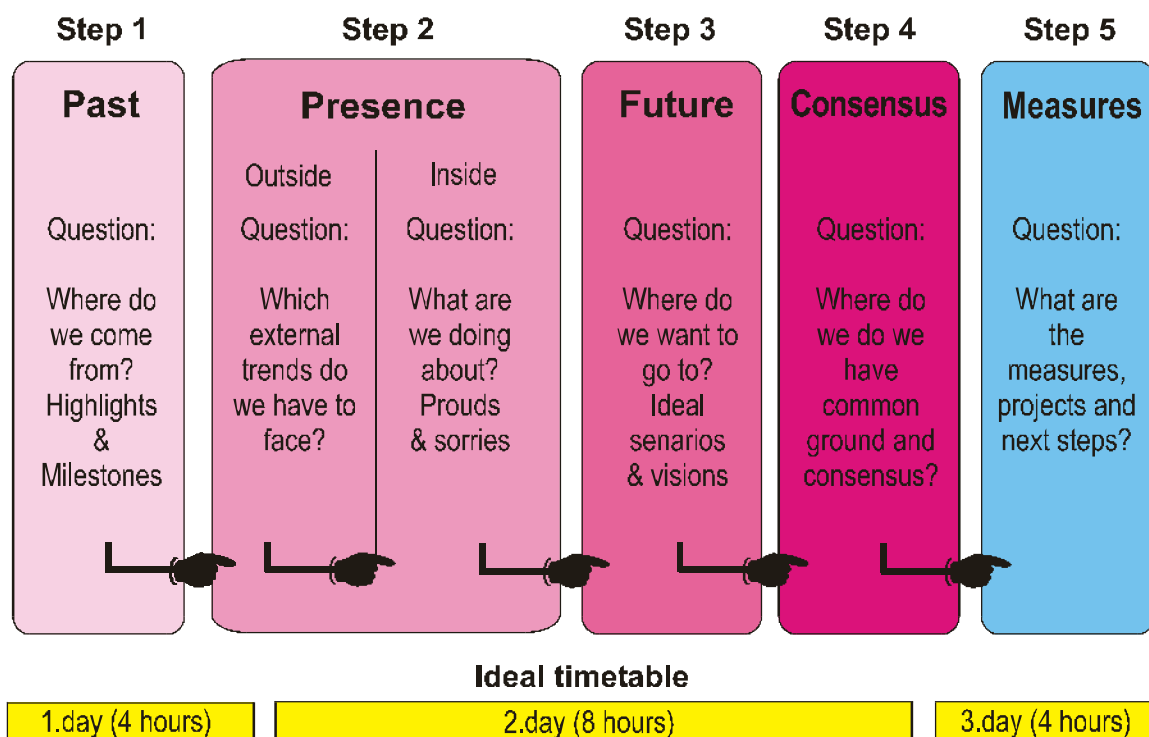 Step 1
Past
Question:
Where do
we come
from?
Highlights
&
Milestones
Step 2
Presence
Outside
Question:
Which
external
trends do
we have to
face?
Inside
Question:
What are
we doing
about?
Prouds
& sorries
Step 3
Future
Question:
Where do
we want to
go to?
Ideal
senarios
& visions
Step 4
Consensus
Question:
Where do
we do we
have
common
ground and
consensus?
Step 5
Measures
Question:
What are
the
measures,
projects and
next steps?
Ideal timetable
1.day (4 hours)
2.day (8 hours)
3.day (4 hours)